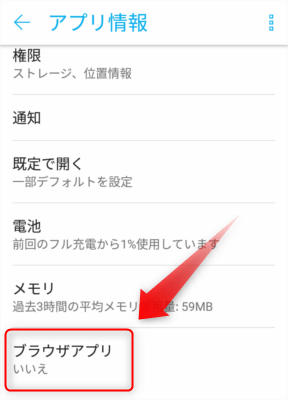 アプリ情報
権限
ストレージ、位置情報
通知
既定で開く
一部デフォルトを設定
電池
前回のフル充電から1%使用しています
メモリ
過去3時間の平均メモリ 量: 59MB
ブラウザアプリ
いいえ